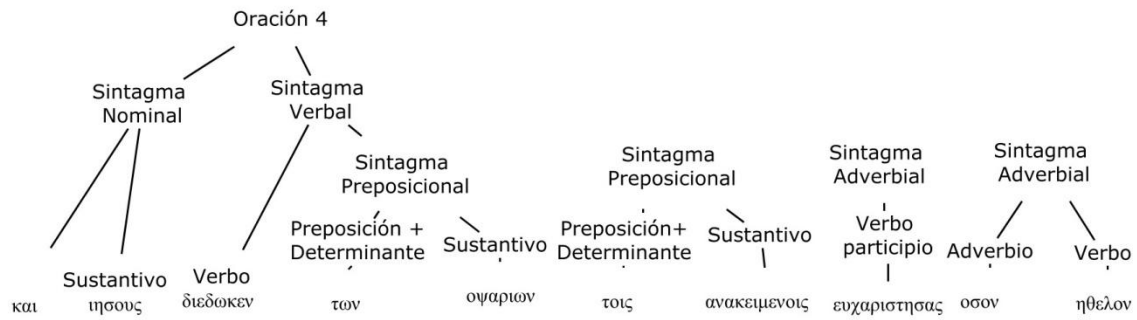 Oración 4
Sintagma Nominal
Sintagma Verbal
Sintagma Preposicional
Sintagma Preposicional
Sintagma Adverbial
Sintagma Adverbial
Preposición + Determinante
Sustantivo
Preposición+ Determinante
Sustantivo
Verbo participio
Adverbio
Verbo
Sustantivo
Verbo
και ιησους διεδωκεν των οψαριων τοις ανακειμενοις ευχαριστησας οσον ηθελον